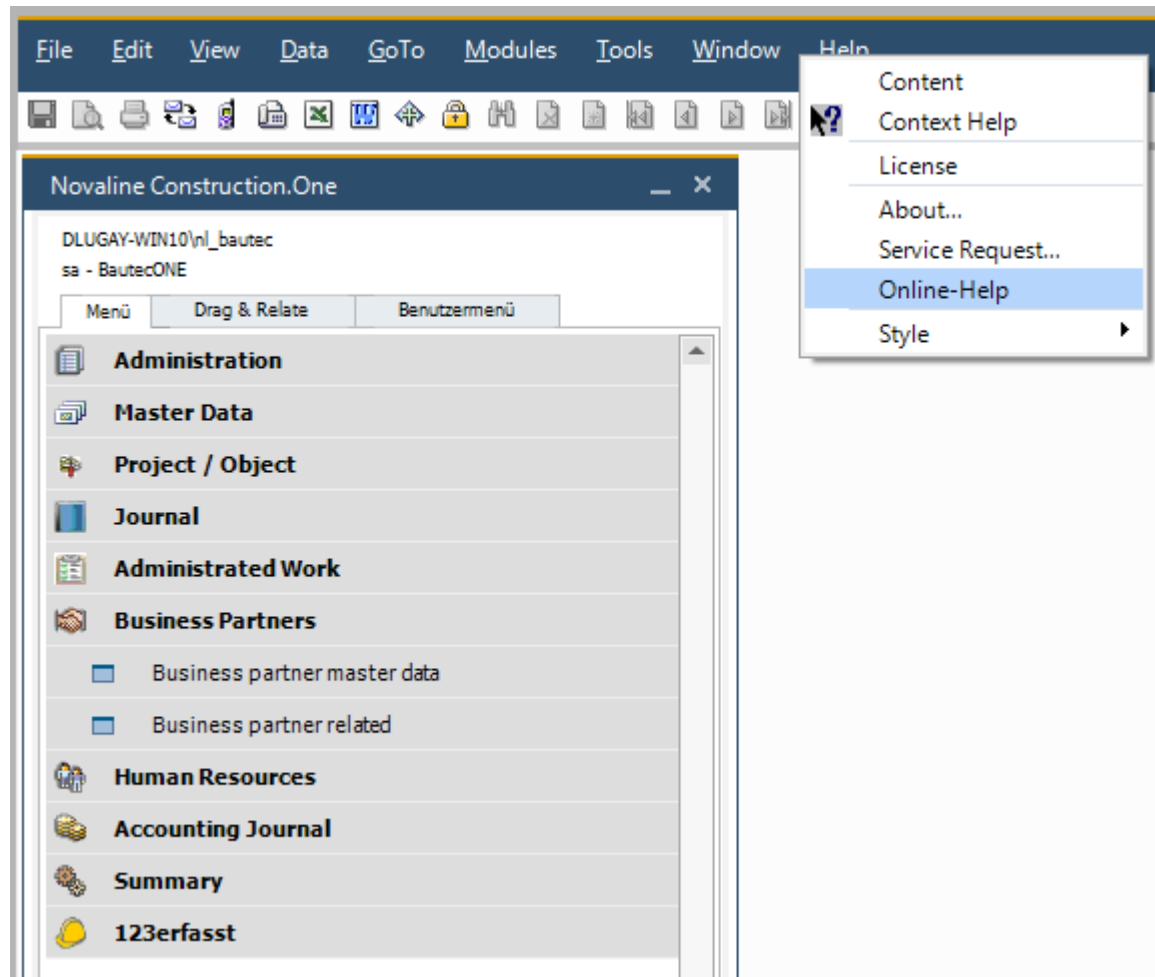 File Edit View Data GoTo Modules Tools Window Help
Content
Context Help
License
About...
Service Request...
Online-Help
Style
Novaline Construction.One
DLUGAY-WIN10\nl_bautec
sa - BautecONE
Menü Drag & Relate Benutzermenü
Administration
Master Data
Project / Object
Journal
Administrated Work
Business Partners
Business partner master data
Business partner related
Human Resources
Accounting Journal
Summary
123erfasst